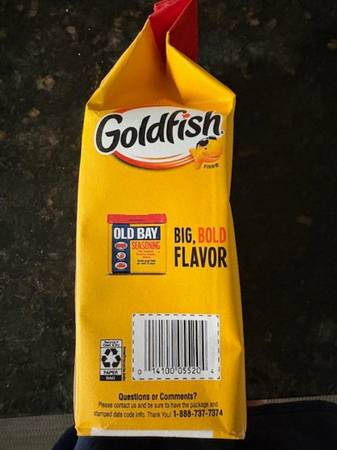 Goldfish
OLD BAY
SEASONING
BIG, BOLD
FLAVOR
PAPER
BAG
0 14100 05520 4
Questions or Comments?
Please contact us and be sure to have the package and
stamped date code info. Thank You! 1-888-737-7374